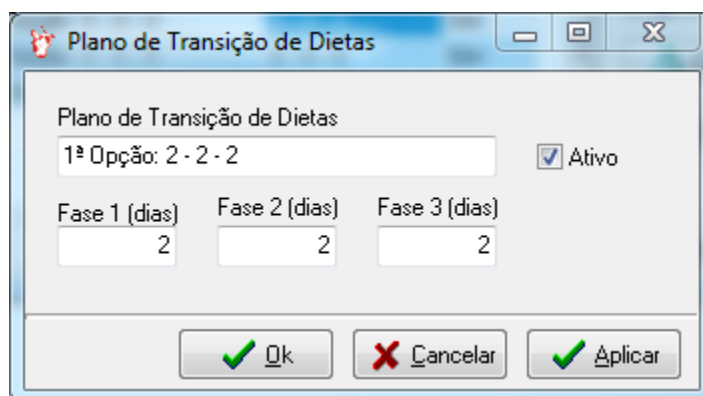 Plano de Transição de Dietas
Plano de Transição de Dietas
1ª Opção: 2 - 2 - 2
Ativo
Fase 1 (dias) Fase 2 (dias) Fase 3 (dias)
2 2 2
Ok Cancelar Aplicar